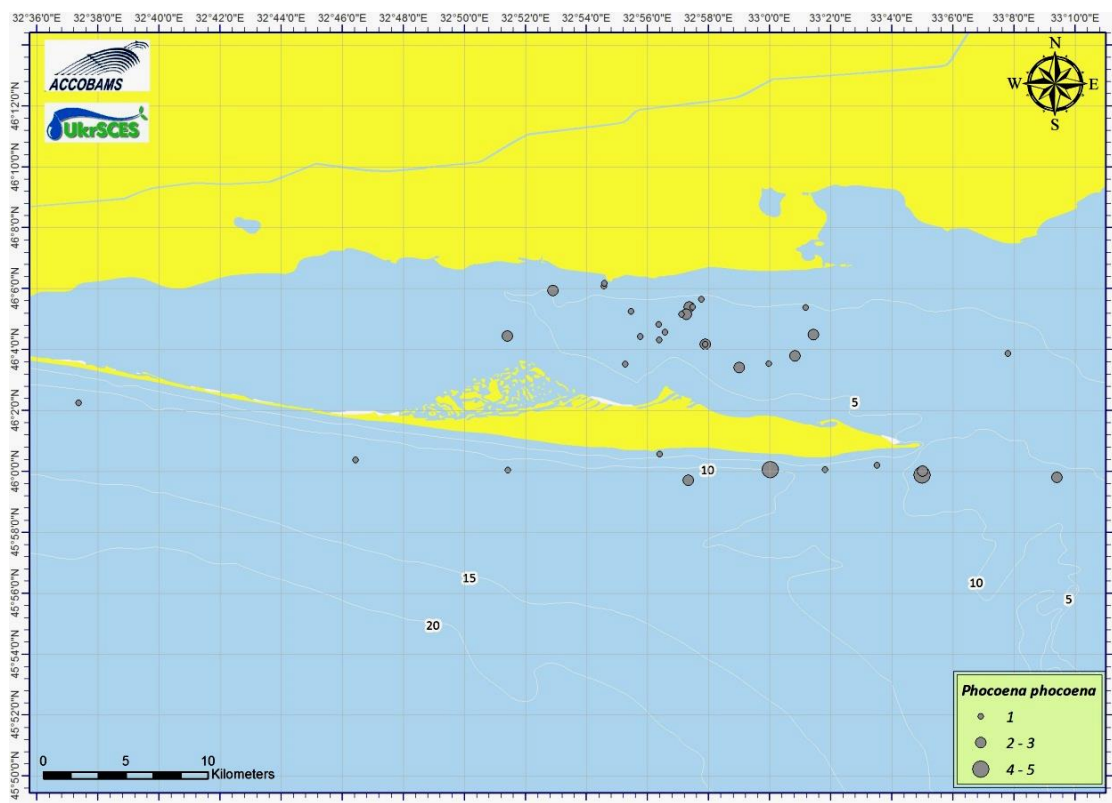 32°36'0"E 32°38'0"E 32°40'0"E 32°42'0"E 32°44'0"E 32°46'0"E 32°48'0"E 32°50'0"E 32°52'0"E 32°54'0"E 32°56'0"E 32°58'0"E 33°0'0"E 33°2'0"E 33°4'0"E 33°6'0"E 33°8'0"E 33°10'0"E
ACCOBAMS
UkrSCES
N
W E
S
46°12'0"N
46°10'0"N
46°8'0"N
46°6'0"N
46°4'0"N
46°2'0"N
46°0'0"N
45°58'0"N
45°56'0"N
45°54'0"N
45°52'0"N
45°50'0"N
5
10
15
10
5
20
Phocoena phocoena
1
2 - 3
4 - 5
0 5 10
Kilometers